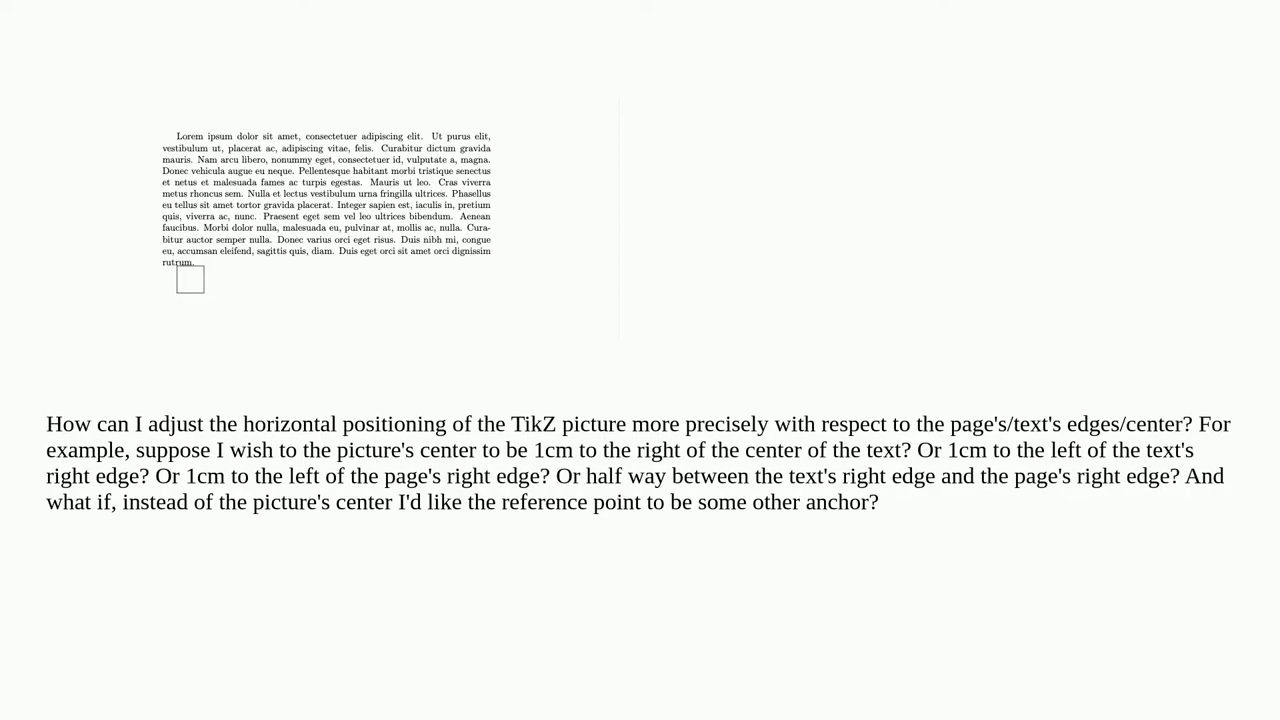 Lorem ipsum dolor sit amet, consectetuer adipiscing elit. Ut purus elit,
vestibulum ut, placerat ac, adipiscing vitae, felis. Curabitur dictum gravida
mauris. Nam arcu libero, nonummy eget, consectetuer id, vulputate a, magna.
Donec vehicula augue eu neque. Pellentesque habitant morbi tristique senectus
et netus et malesuada fames ac turpis egestas. Mauris ut leo. Cras viverra
metus rhoncus sem. Nulla et lectus vestibulum urna fringilla ultrices. Phasellus
eu tellus sit amet tortor gravida placerat. Integer sapien est, iaculis in, pretium
quis, viverra ac, nunc. Praesent eget sem vel leo ultrices bibendum. Aenean
faucibus. Morbi dolor nulla, malesuada eu, pulvinar at, mollis ac, nulla. Cura-
bitur auctor semper nulla. Donec varius orci eget risus. Duis nibh mi, congue
eu, accumsan eleifend, sagittis quis, diam. Duis eget orci sit amet orci dignissim
rutrum.
How can I adjust the horizontal positioning of the TikZ picture more precisely with respect to the page's/text's edges/center? For
example, suppose I wish to the picture's center to be 1cm to the right of the center of the text? Or 1cm to the left of the text's
right edge? Or 1cm to the left of the page's right edge? Or half way between the text's right edge and the page's right edge? And
what if, instead of the picture's center I'd like the reference point to be some other anchor?